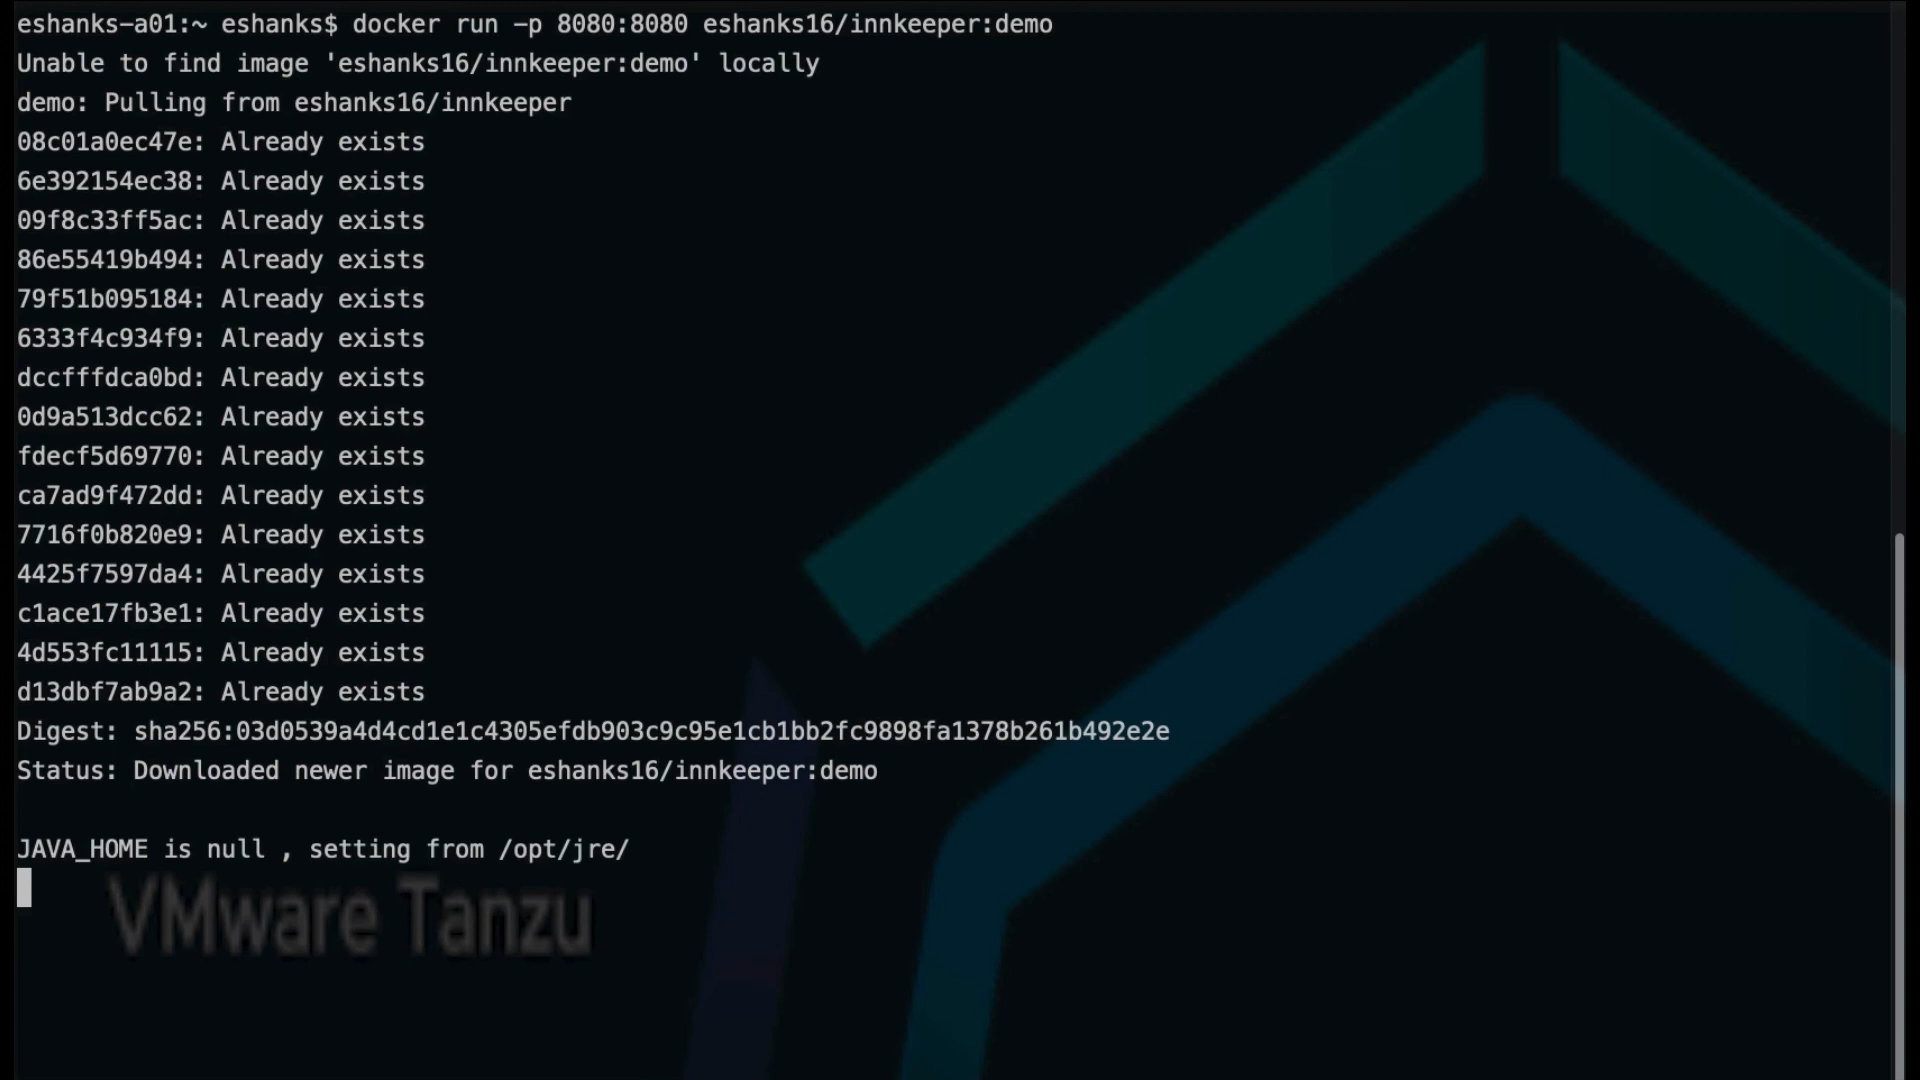 eshanks-a01:~ eshanks$ docker run -p 8080:8080 eshanks16/innkeeper:demo
Unable to find image 'eshanks16/innkeeper:demo' locally
demo: Pulling from eshanks16/innkeeper
08c01a0ec47e: Already exists
6e392154ec38: Already exists
09f8c33ff5ac: Already exists
86e55419b494: Already exists
79f51b095184: Already exists
6333f4c934f9: Already exists
dccfffdca0bd: Already exists
0d9a513dcc62: Already exists
fdecf5d69770: Already exists
ca7ad9f472dd: Already exists
7716f0b820e9: Already exists
4425f7597da4: Already exists
c1ace17fb3e1: Already exists
4d553fc11115: Already exists
d13dbf7ab9a2: Already exists
Digest: sha256:03d0539a4d4cd1e1c4305efdb903c9c95e1cb1bb2fc9898fa1378b261b492e2e
Status: Downloaded newer image for eshanks16/innkeeper:demo
JAVA_HOME is null , setting from /opt/jre/
VMware Tanzu